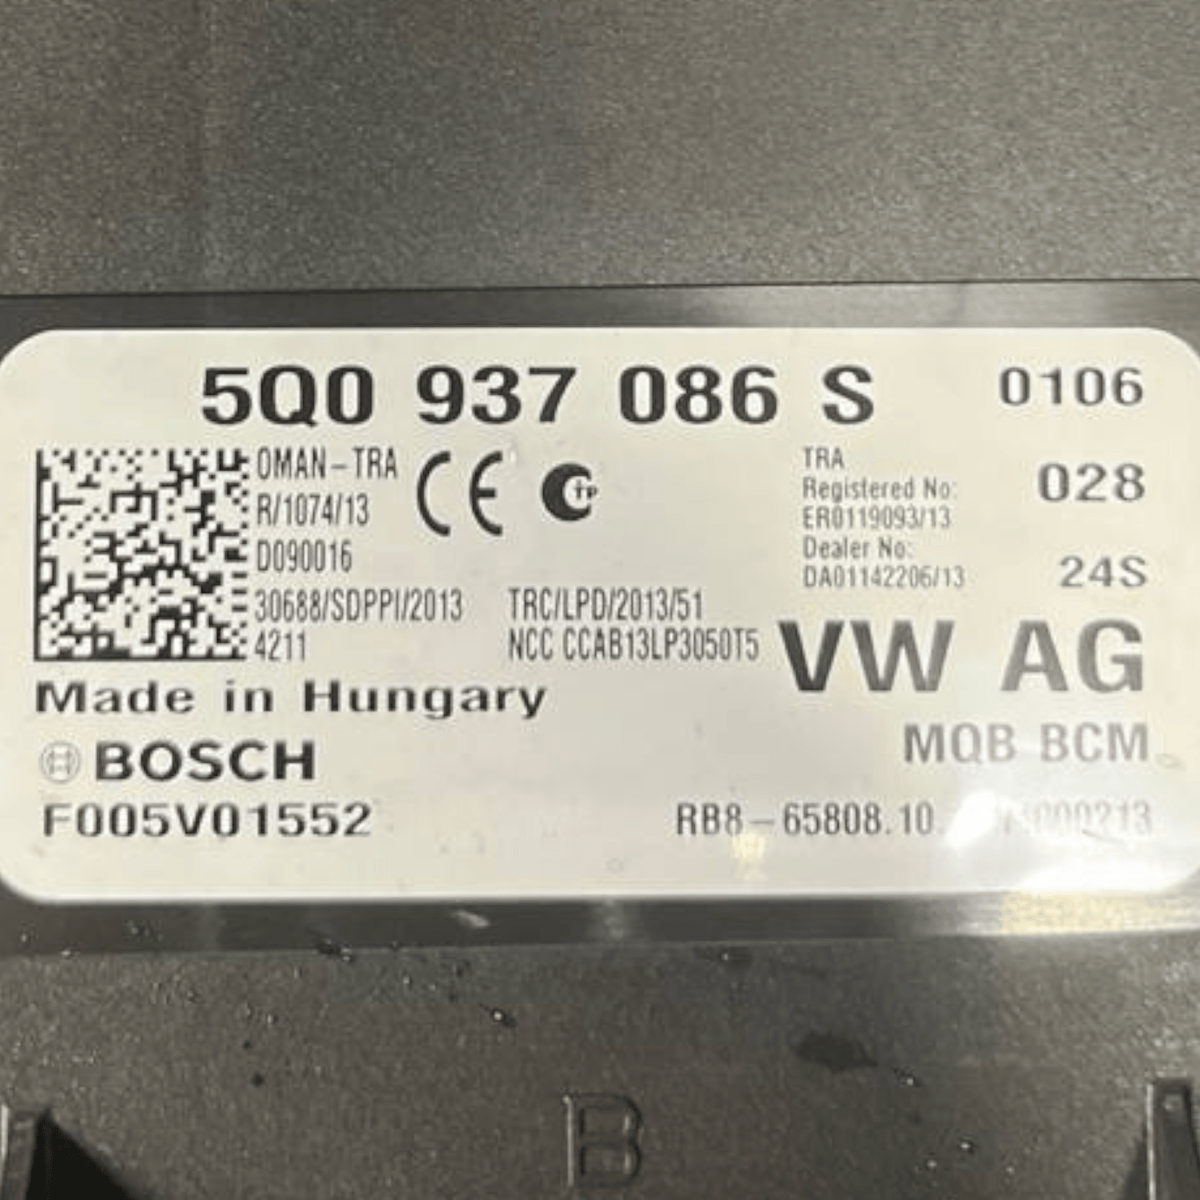 5Q0 937 086 S 0106
OMAN-TRA
R/1074/13
D090016
30688/SDPPI/2013
4211
CE
TP
TRC/LPD/2013/51
NCC CCAB13LP3050T5
TRA
Registered No:
ER0119093/13
Dealer No:
DA01142206/13
028
24S
VW AG
MQB BCM
Made in Hungary
BOSCH
F005V01552
RB8-65808.10.
B